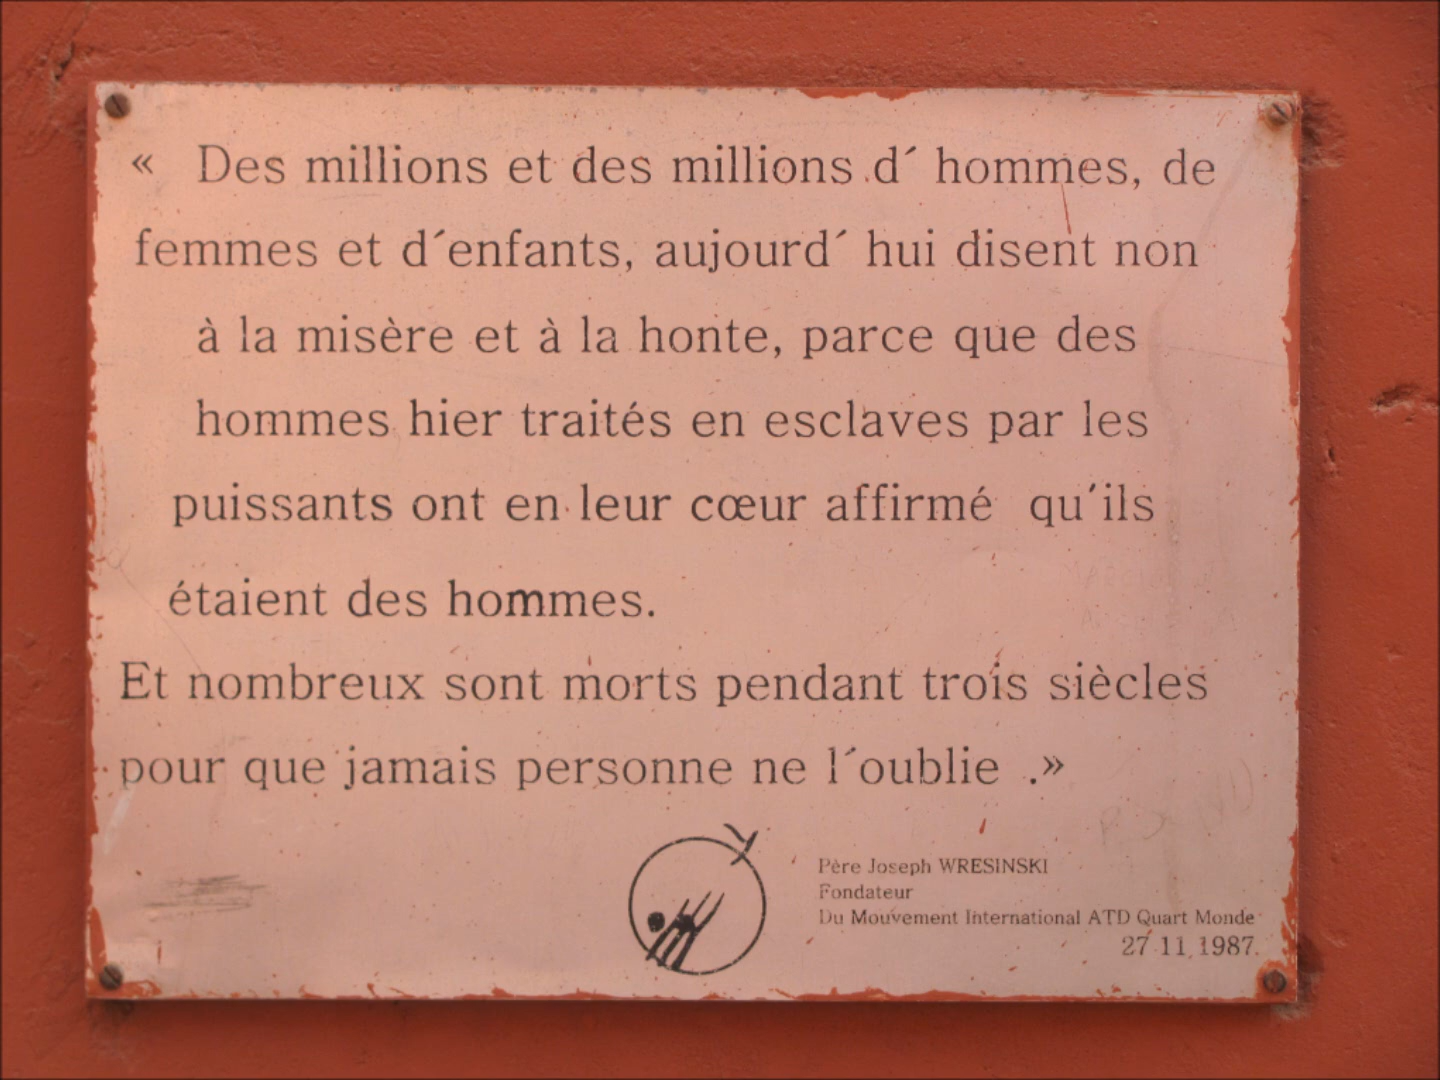 « Des millions et des millions d´ hommes, de
femmes et d´enfants, aujourd´ hui disent non
à la misère et à la honte, parce que des
hommes hier traités en esclaves par les
puissants ont en leur cœur affirmé qu´ils
étaient des hommes.
Et nombreux sont morts pendant trois siècles
pour que jamais personne ne l´oublie .»
Père Joseph WRESINSKI
Fondateur
Du Mouvement International ATD Quart Monde
27.11.1987.